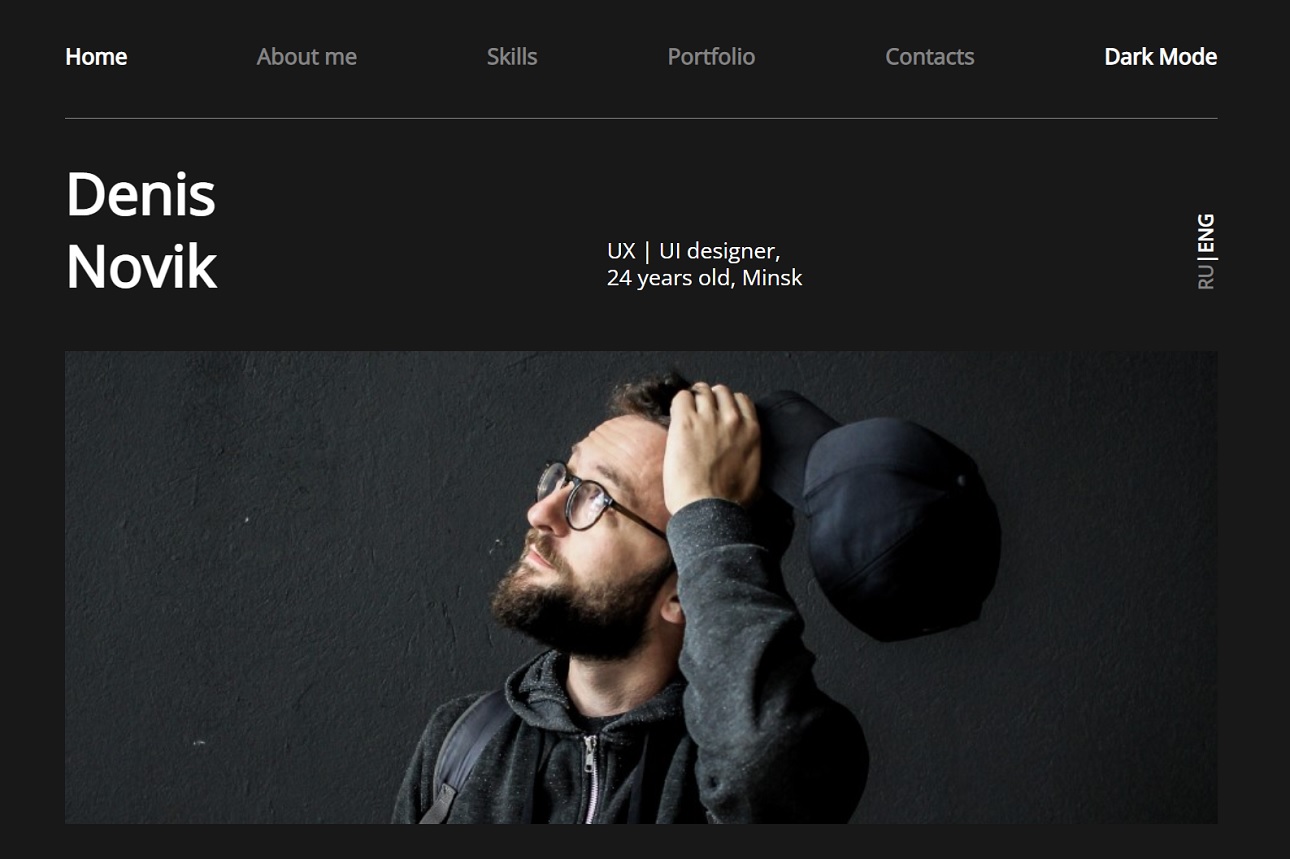 Home About me Skills Portfolio Contacts Dark Mode
Denis
Novik
UX | UI designer,
24 years old, Minsk
RU|ENG